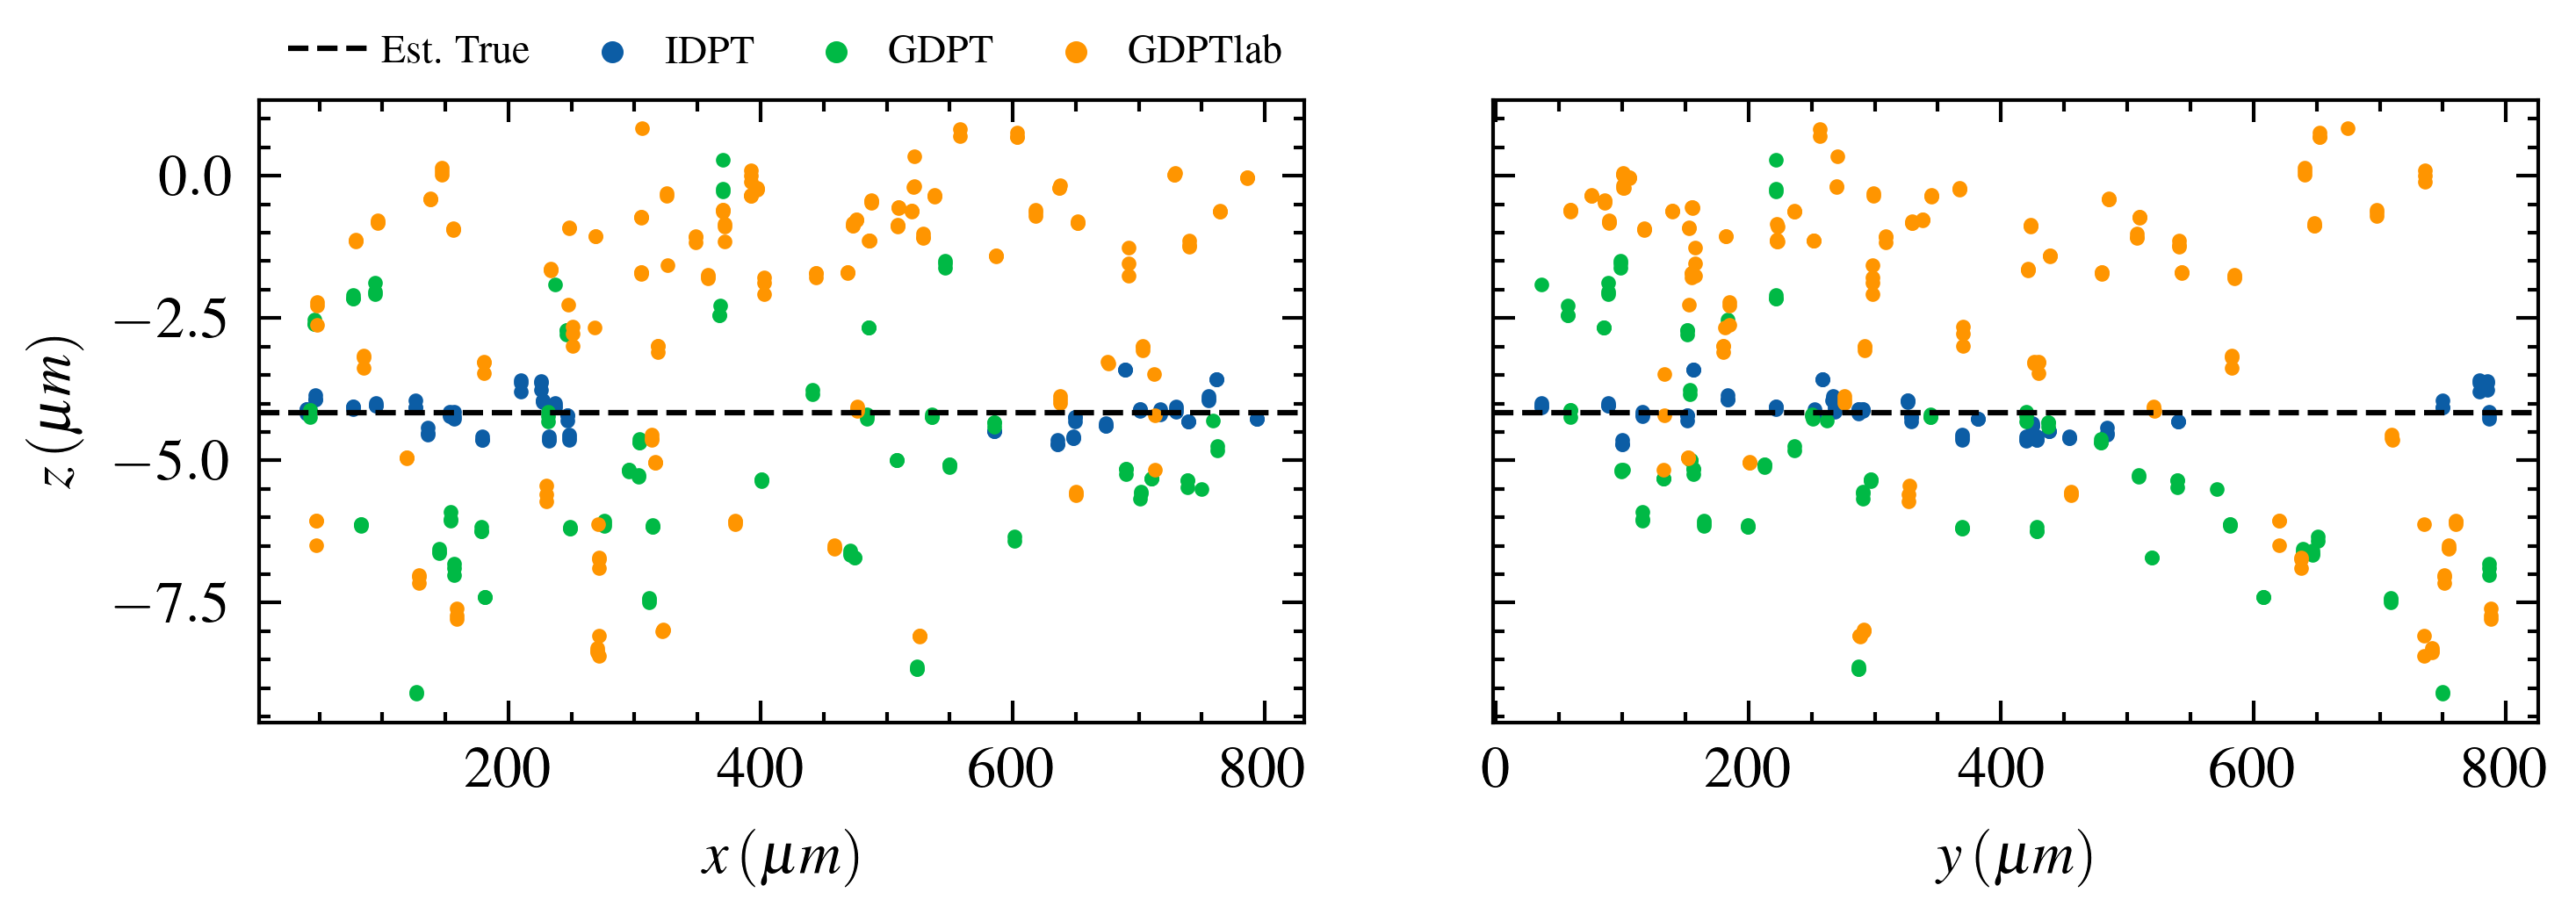 Est. True IDPT GDPT GDPTlab
0.0
−2.5
−5.0
−7.5
z (μm)
200 400 600 800
x (μm)
0 200 400 600 800
y (μm)